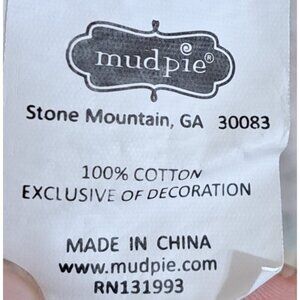 mudpie®
Stone Mountain, GA 30083
100% COTTON
EXCLUSIVE OF DECORATION
MADE IN CHINA
www.mudpie.com
RN131993